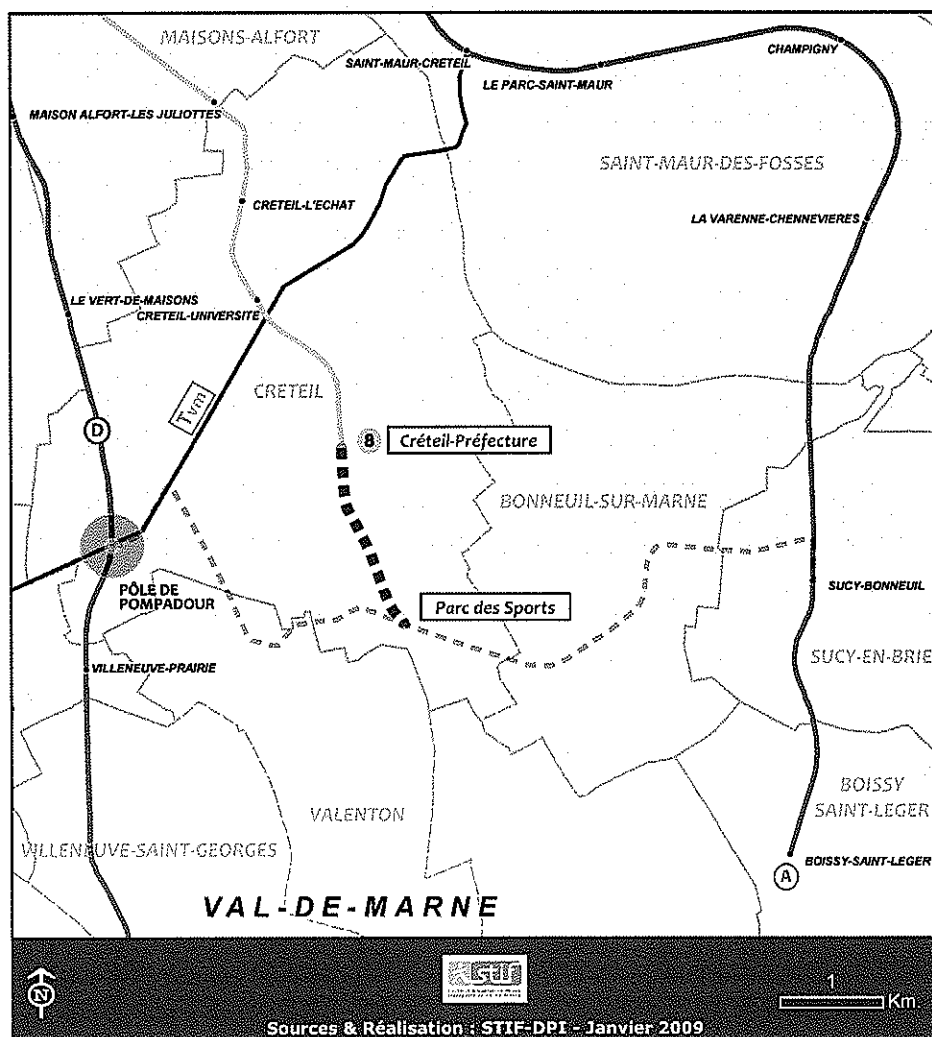 MAISONS-ALFORT
SAINT-MAUR-CRETEIL
CHAMPIGNY
LE PARC-SAINT-MAUR
MAISON ALFORT-LES JULIOTTES
SAINT-MAUR-DES-FOSSES
CRETEIL-L'ECHAT
LA VARENNE-CHENNEVIERES
LE VERT-DE-MAISONS
CRETEIL-UNIVERSITE
CRETEIL
Tvm
D
8
Créteil-Préfecture
BONNEUIL-SUR-MARNE
PÔLE DE
POMPADOUR
SUCY-BONNEUIL
Parc des Sports
SUCY-EN-BRIE
VILLENEUVE-PRAIRIE
BOISSY
SAINT-LEGER
VALENTON
VILLENEUVE-SAINT-GEORGES
BOISSY-SAINT-LEGER
A
VAL-DE-MARNE
N
STIF
1
Km
Sources & Réalisation : STIF-DPI - Janvier 2009